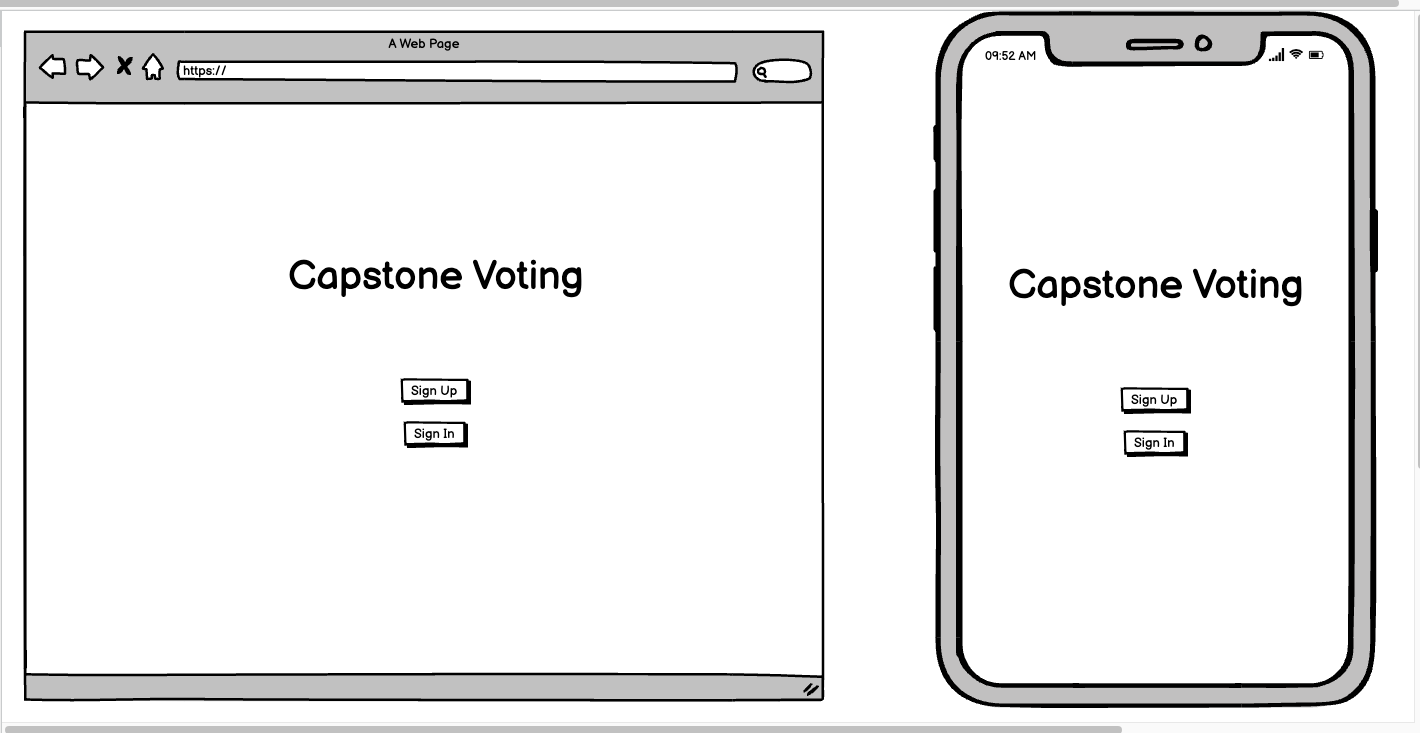 A Web Page
https://
Capstone Voting
Sign Up
Sign In
09:52 AM
Capstone Voting
Sign Up
Sign In